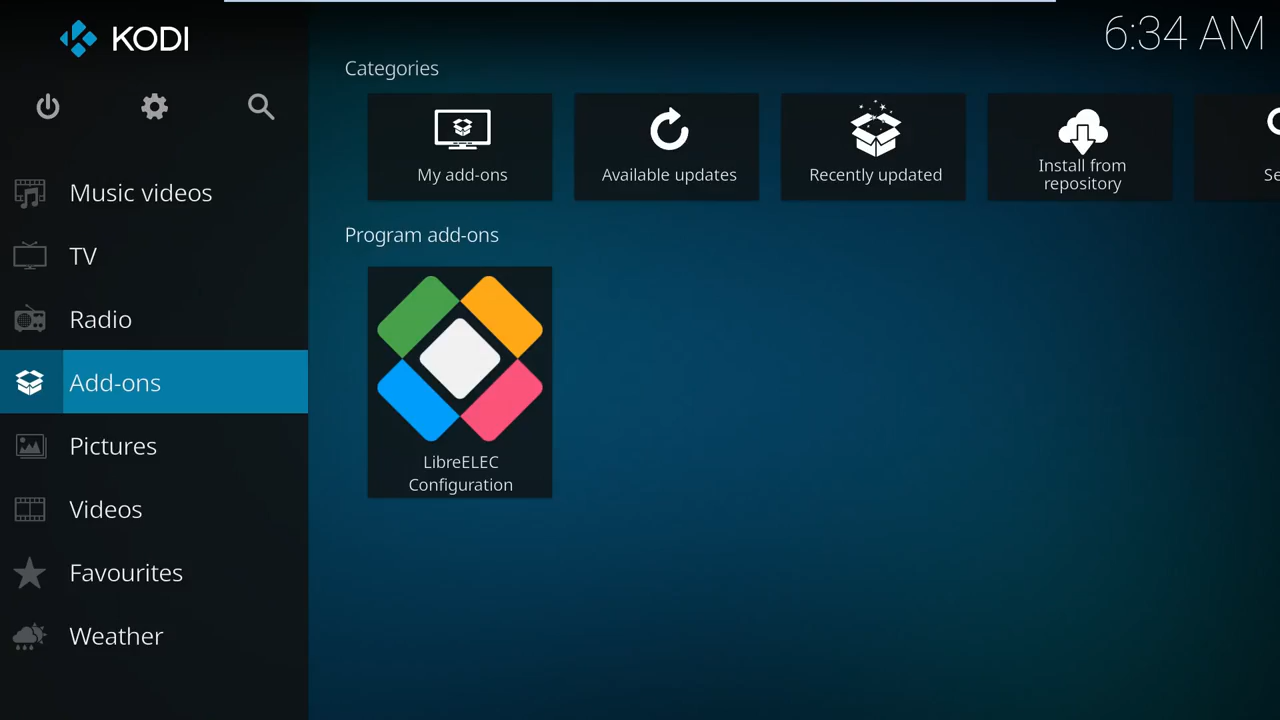 KODI
6:34 AM
Categories
My add-ons
Available updates
Recently updated
Install from
repository
Se
Music videos
TV
Radio
Add-ons
Pictures
Videos
Favourites
Weather
Program add-ons
LibreELEC
Configuration